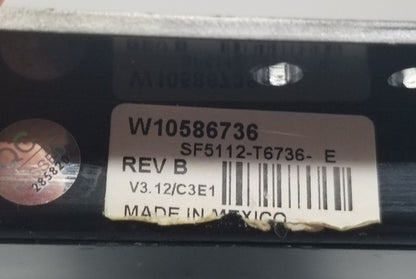 W10586736
SF5112-T6736- E
REV B
V3.12/C3E1
MADE IN MEXICO